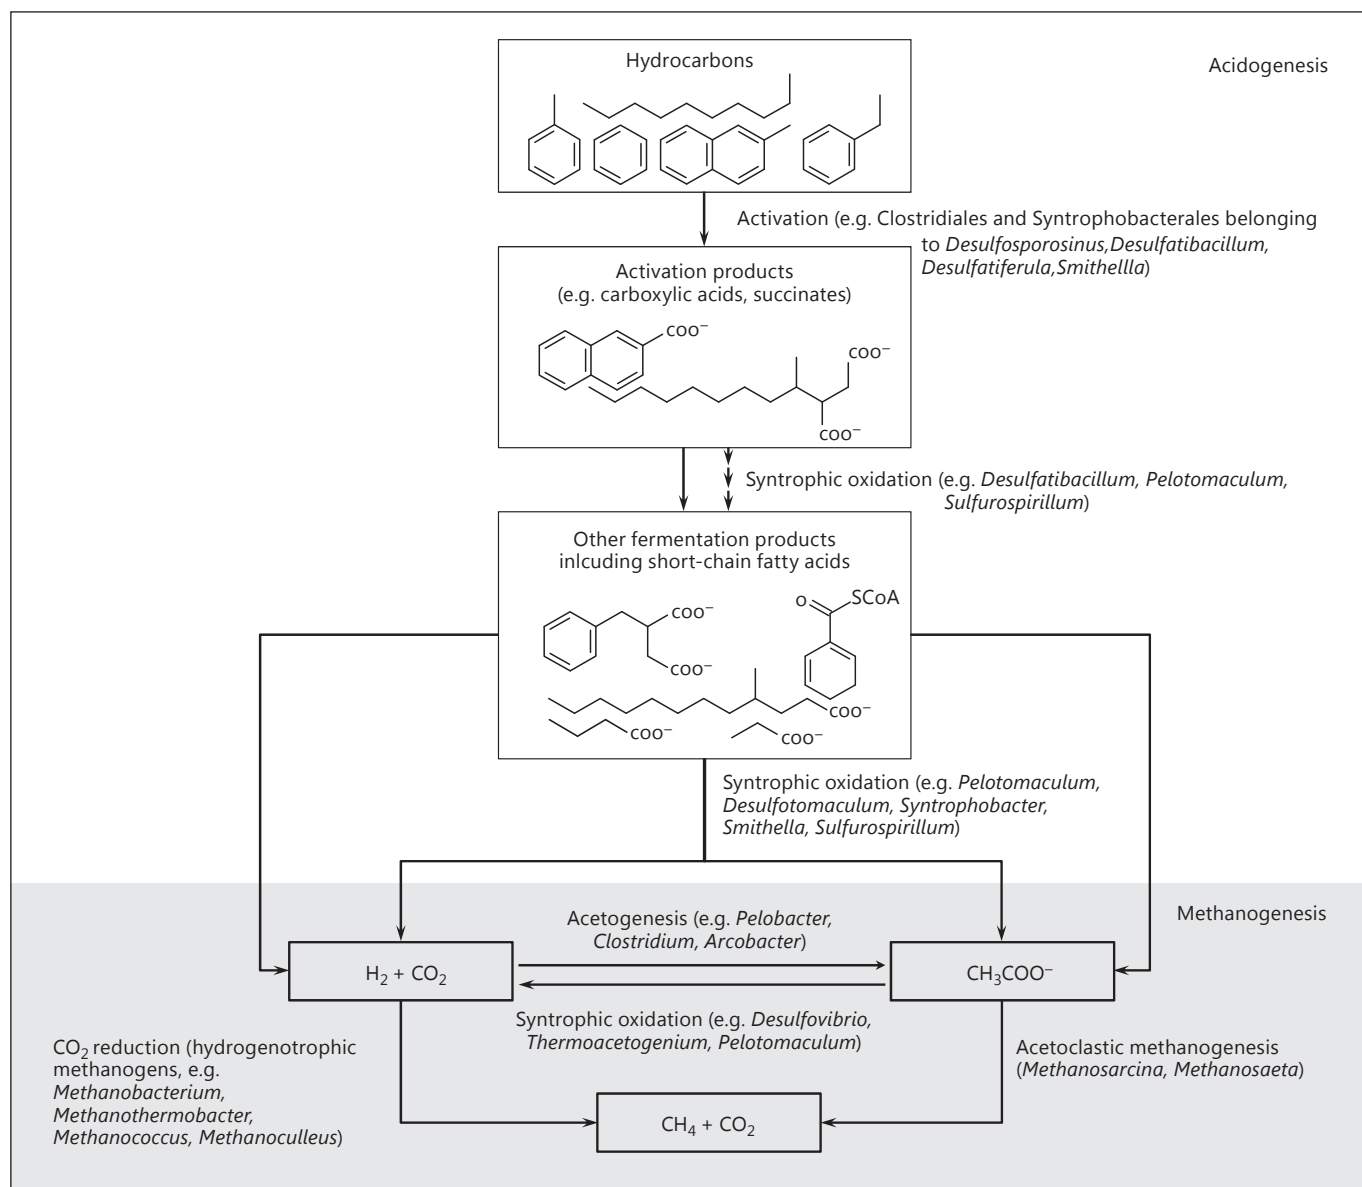 Hydrocarbons
Acidogenesis
Activation (e.g. Clostridiales and Syntrophobacterales belonging
to Desulfosporosinus,Desulfatibacillum,
Desulfatiferula,Smithellla)
Activation products
(e.g. carboxylic acids, succinates)
COO⁻
COO⁻
COO⁻
Syntrophic oxidation (e.g. Desulfatibacillum, Pelotomaculum,
Sulfurospirillum)
Other fermentation products
inlcuding short-chain fatty acids
O
SCoA
COO⁻
COO⁻
COO⁻
COO⁻
COO⁻
Syntrophic oxidation (e.g. Pelotomaculum,
Desulfotomaculum, Syntrophobacter,
Smithella, Sulfurospirillum)
Methanogenesis
Acetogenesis (e.g. Pelobacter,
Clostridium, Arcobacter)
H₂ + CO₂
CH₃COO⁻
Syntrophic oxidation (e.g. Desulfovibrio,
Thermoacetogenium, Pelotomaculum)
CO₂ reduction (hydrogenotrophic
methanogens, e.g.
Methanobacterium,
Methanothermobacter,
Methanococcus, Methanoculleus)
Acetoclastic methanogenesis
(Methanosarcina, Methanosaeta)
CH₄ + CO₂